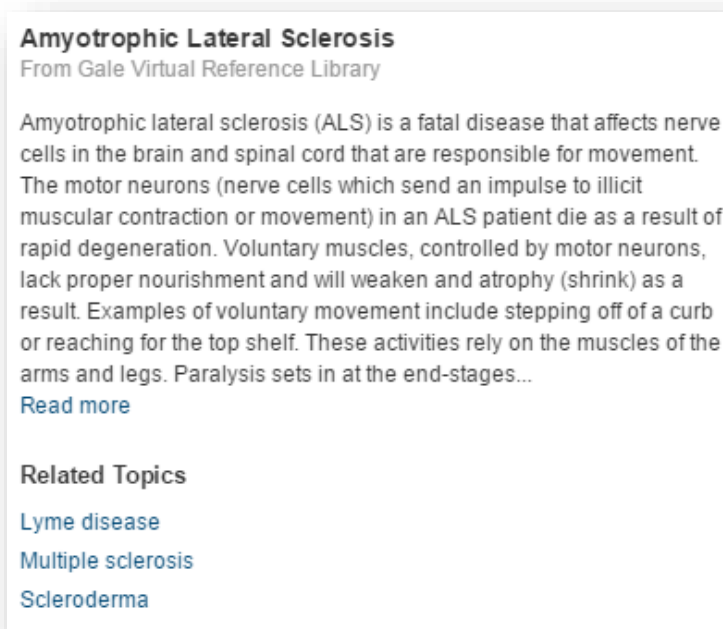 Amyotrophic Lateral Sclerosis
From Gale Virtual Reference Library
Amyotrophic lateral sclerosis (ALS) is a fatal disease that affects nerve
cells in the brain and spinal cord that are responsible for movement.
The motor neurons (nerve cells which send an impulse to illicit
muscular contraction or movement) in an ALS patient die as a result of
rapid degeneration. Voluntary muscles, controlled by motor neurons,
lack proper nourishment and will weaken and atrophy (shrink) as a
result. Examples of voluntary movement include stepping off of a curb
or reaching for the top shelf. These activities rely on the muscles of the
arms and legs. Paralysis sets in at the end-stages...
Read more
Related Topics
Lyme disease
Multiple sclerosis
Scleroderma